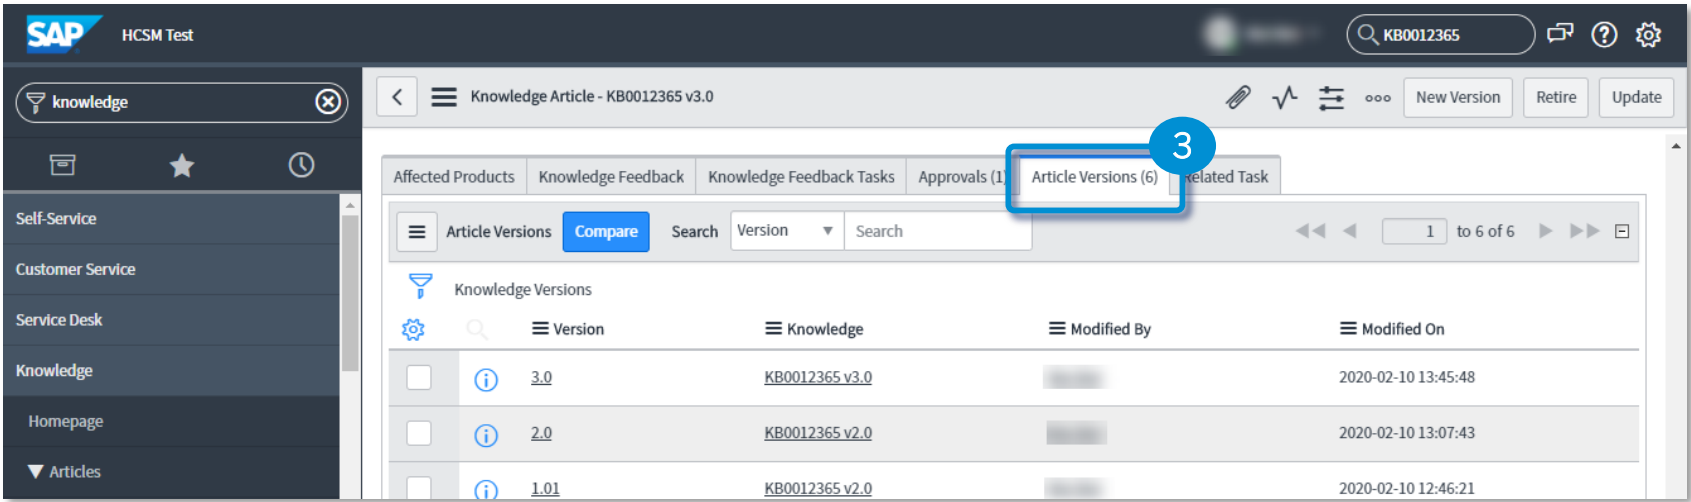 SAP HCSM Test KB0012365
knowledge
Knowledge Article - KB0012365 v3.0 New Version Retire Update
3
Affected Products Knowledge Feedback Knowledge Feedback Tasks Approvals (1) Article Versions (6) Related Task
Article Versions Compare Search Version Search 1 to 6 of 6
Knowledge Versions
Version Knowledge Modified By Modified On
3.0 KB0012365 v3.0 2020-02-10 13:45:48
2.0 KB0012365 v2.0 2020-02-10 13:07:43
1.01 KB0012365 v2.0 2020-02-10 12:46:21
Self-Service
Customer Service
Service Desk
Knowledge
Homepage
Articles